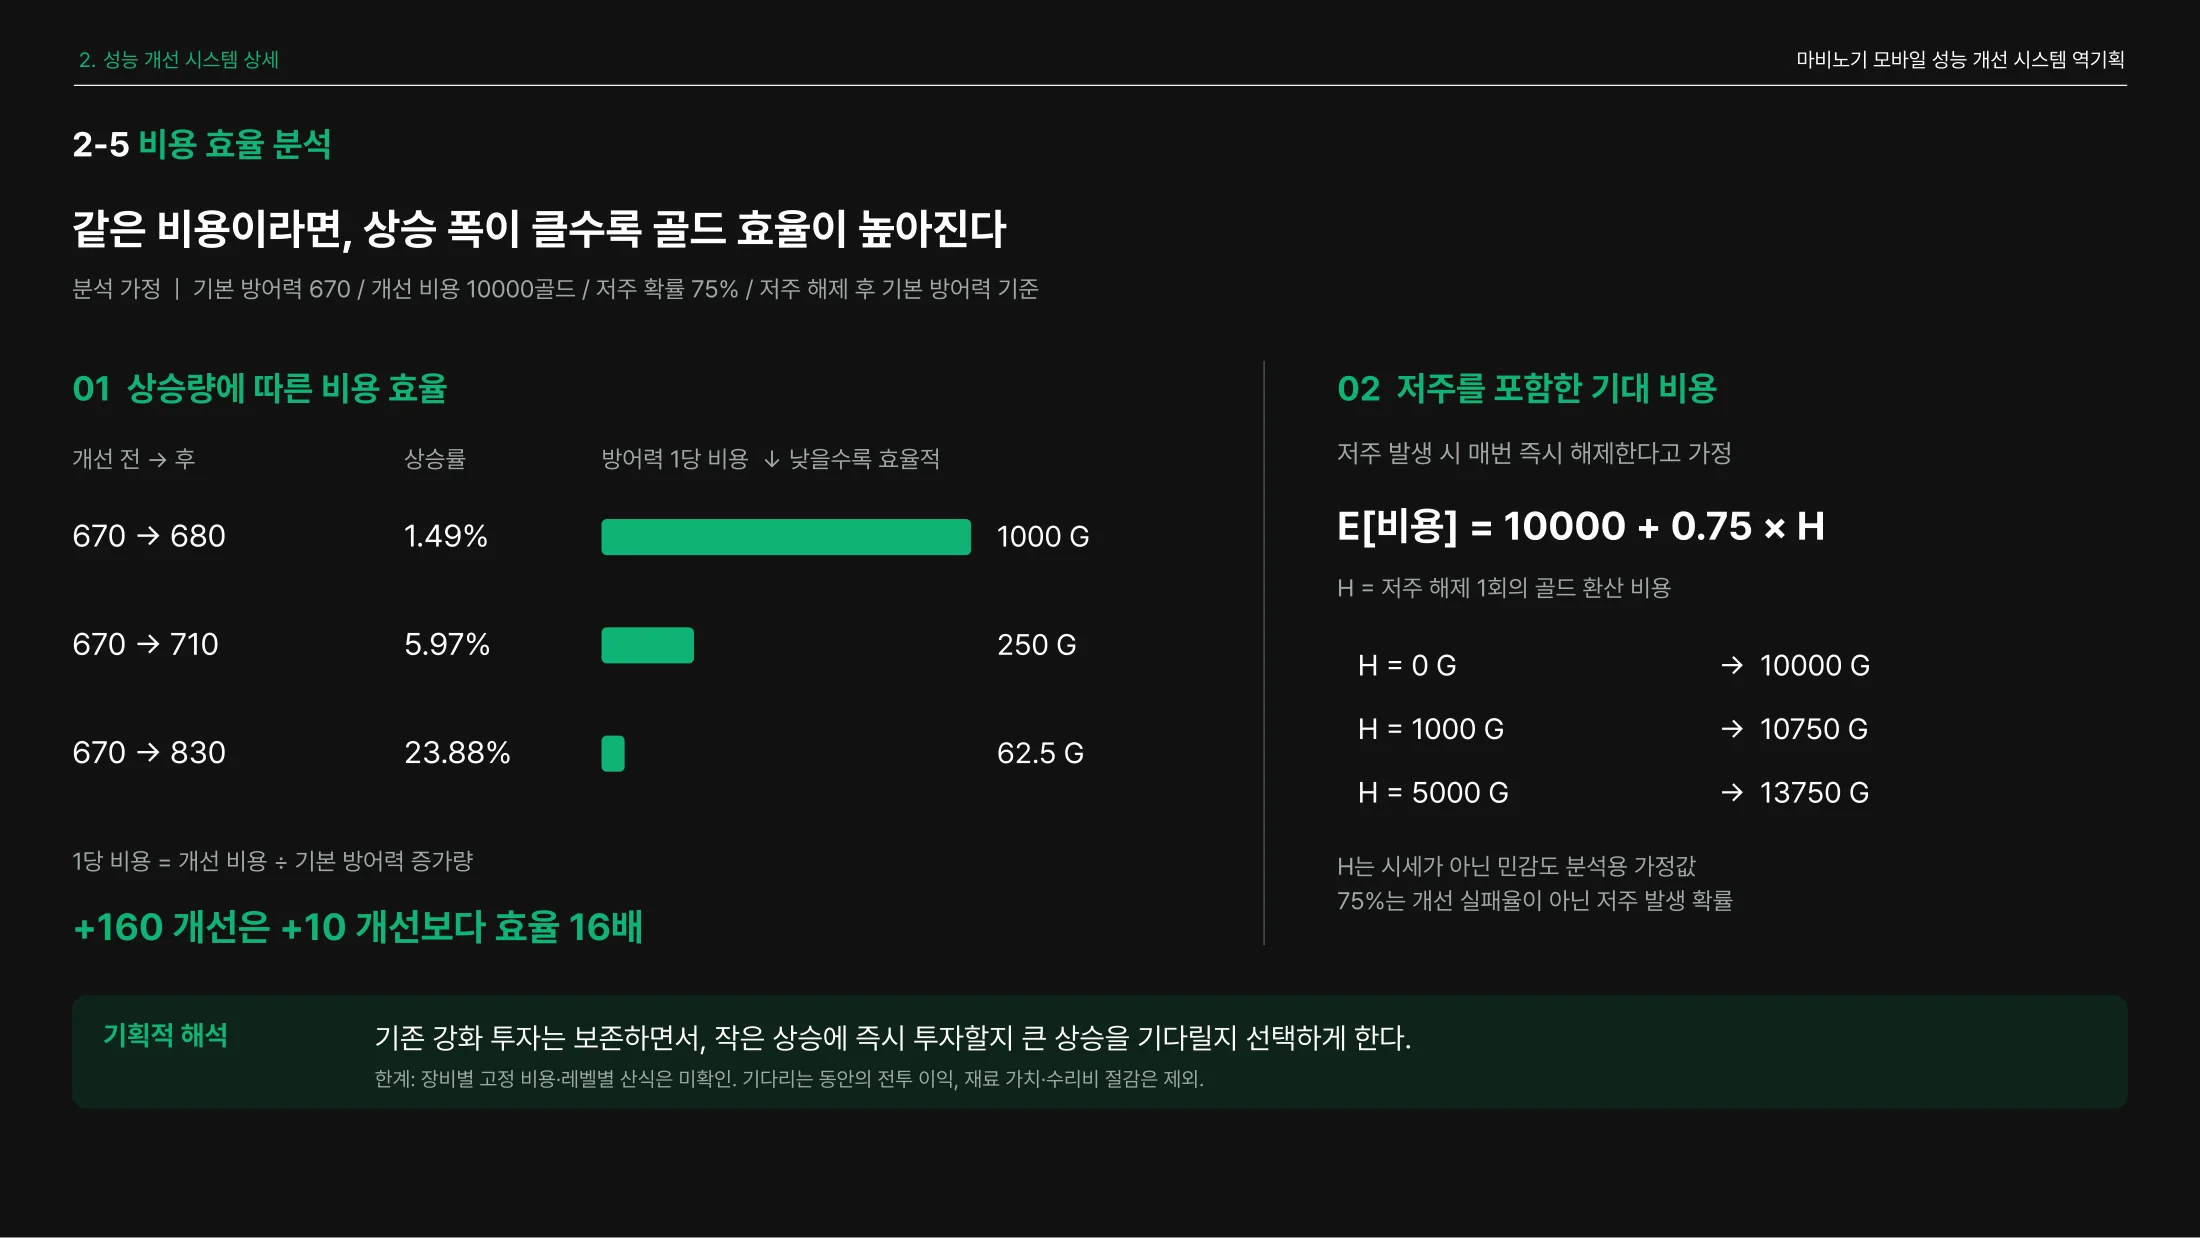 2. 성능 개선 시스템 상세
마비노기 모바일 성능 개선 시스템 역기획
2-5 비용 효율 분석
같은 비용이라면, 상승 폭이 클수록 골드 효율이 높아진다
분석 가정 | 기본 방어력 670 / 개선 비용 10000골드 / 저주 확률 75% / 저주 해제 후 기본 방어력 기준
01 상승량에 따른 비용 효율
개선 전 → 후 상승률 방어력 1당 비용 ↓ 낮을수록 효율적
670 → 680 1.49% 1000 G
670 → 710 5.97% 250 G
670 → 830 23.88% 62.5 G
1당 비용 = 개선 비용 ÷ 기본 방어력 증가량
+160 개선은 +10 개선보다 효율 16배
02 저주를 포함한 기대 비용
저주 발생 시 매번 즉시 해제한다고 가정
E[비용] = 10000 + 0.75 × H
H = 저주 해제 1회의 골드 환산 비용
H = 0 G → 10000 G
H = 1000 G → 10750 G
H = 5000 G → 13750 G
H는 시세가 아닌 민감도 분석용 가정값
75%는 개선 실패율이 아닌 저주 발생 확률
기획적 해석
기존 강화 투자는 보존하면서, 작은 상승에 즉시 투자할지 큰 상승을 기다릴지 선택하게 한다.
한계: 장비별 고정 비용·레벨별 산식은 미확인. 기다리는 동안의 전투 이익, 재료 가치·수리비 절감은 제외.